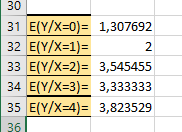 30
31 E(Y/X=0)= 1,307692
32 E(Y/X=1)= 2
33 E(Y/X=2)= 3,545455
34 E(Y/X=3)= 3,333333
35 E(Y/X=4)= 3,823529
36